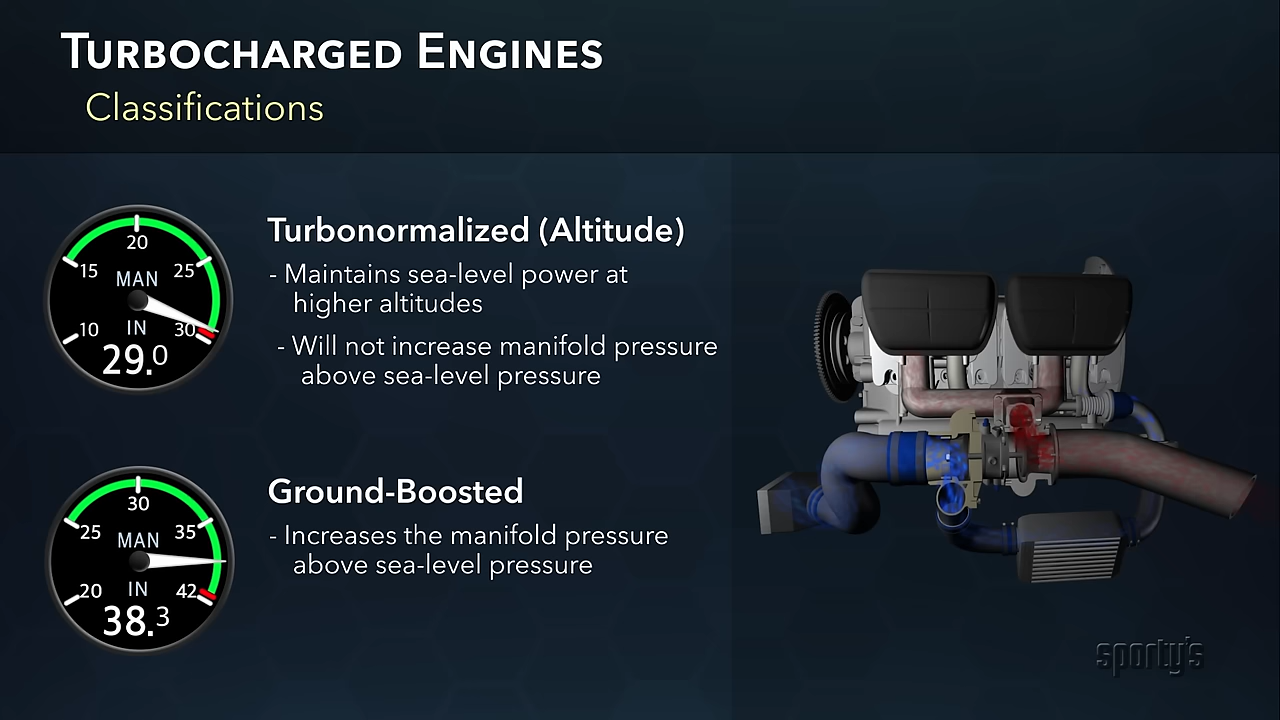 TURBOCHARGED ENGINES
Classifications
20
15
25
MAN
10
IN
30
29.0
Turbonormalized (Altitude)
- Maintains sea-level power at
higher altitudes
- Will not increase manifold pressure
above sea-level pressure
30
25
35
MAN
20
IN
42
38.3
Ground-Boosted
- Increases the manifold pressure
above sea-level pressure
sporty's